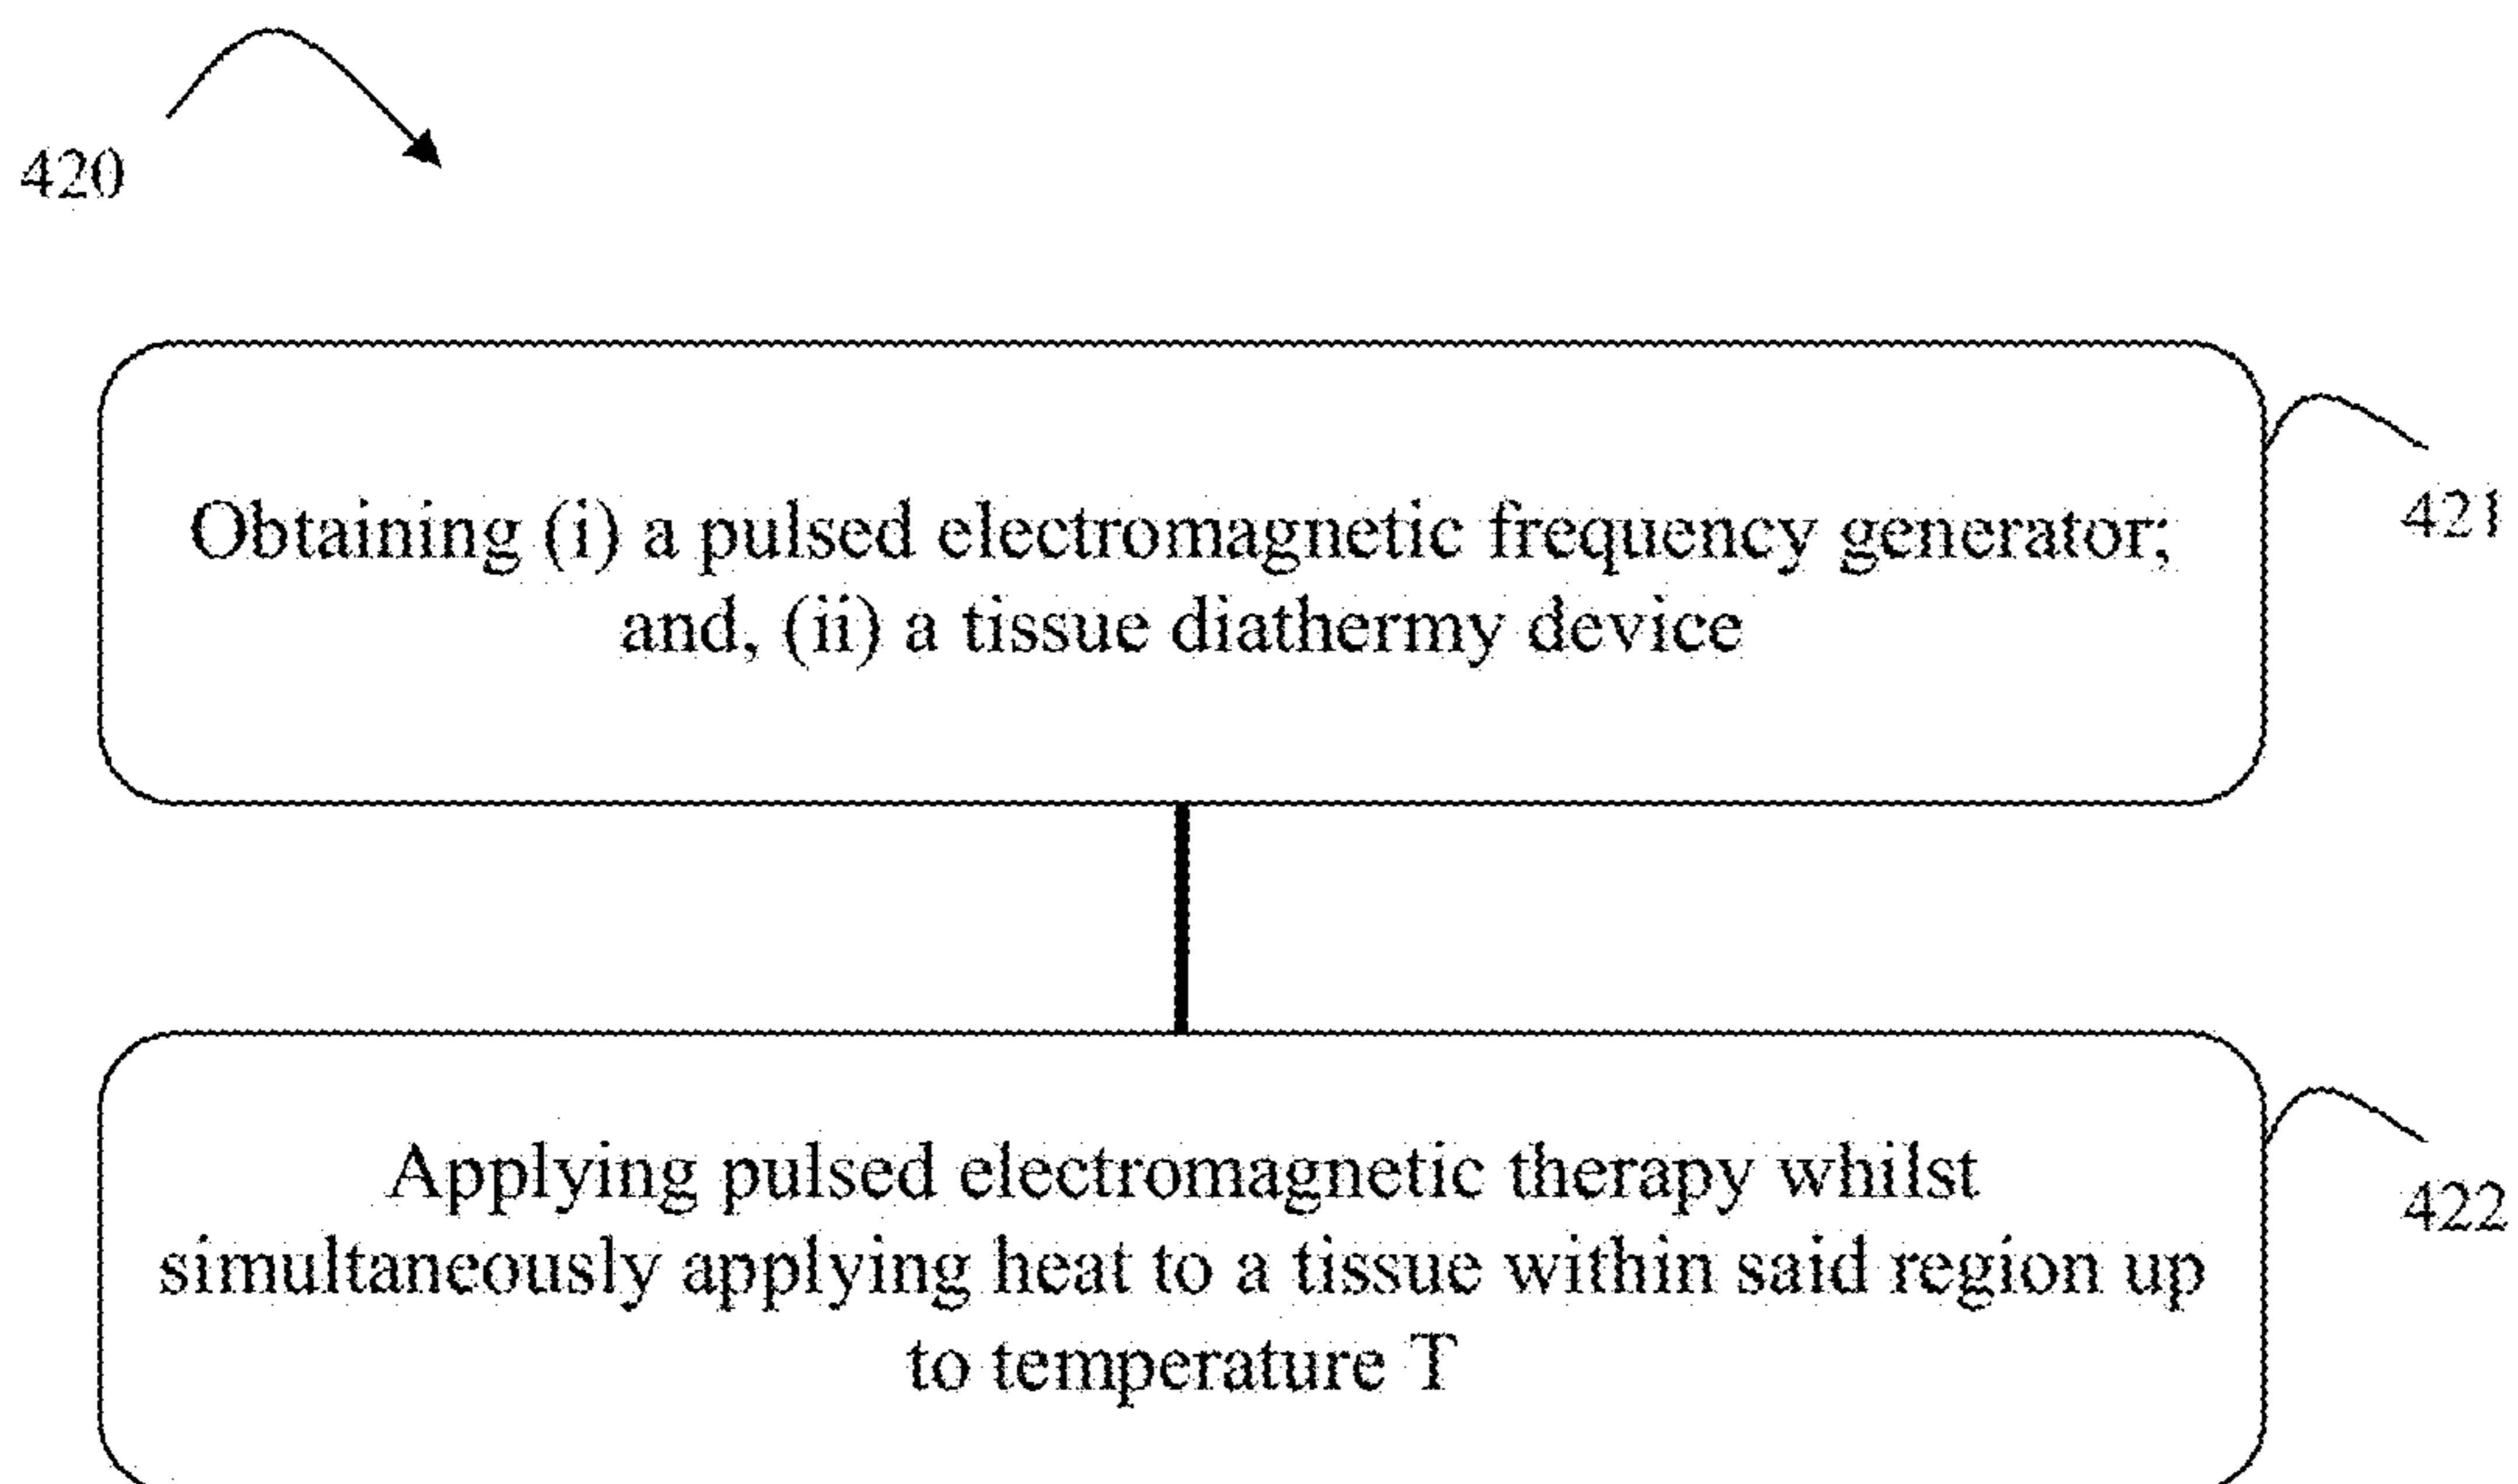 420
Obtaining (i) a pulsed electromagnetic frequency generator;
and, (ii) a tissue diathermy device
421
Applying pulsed electromagnetic therapy whilst
simultaneously applying heat to a tissue within said region up
to temperature T
422